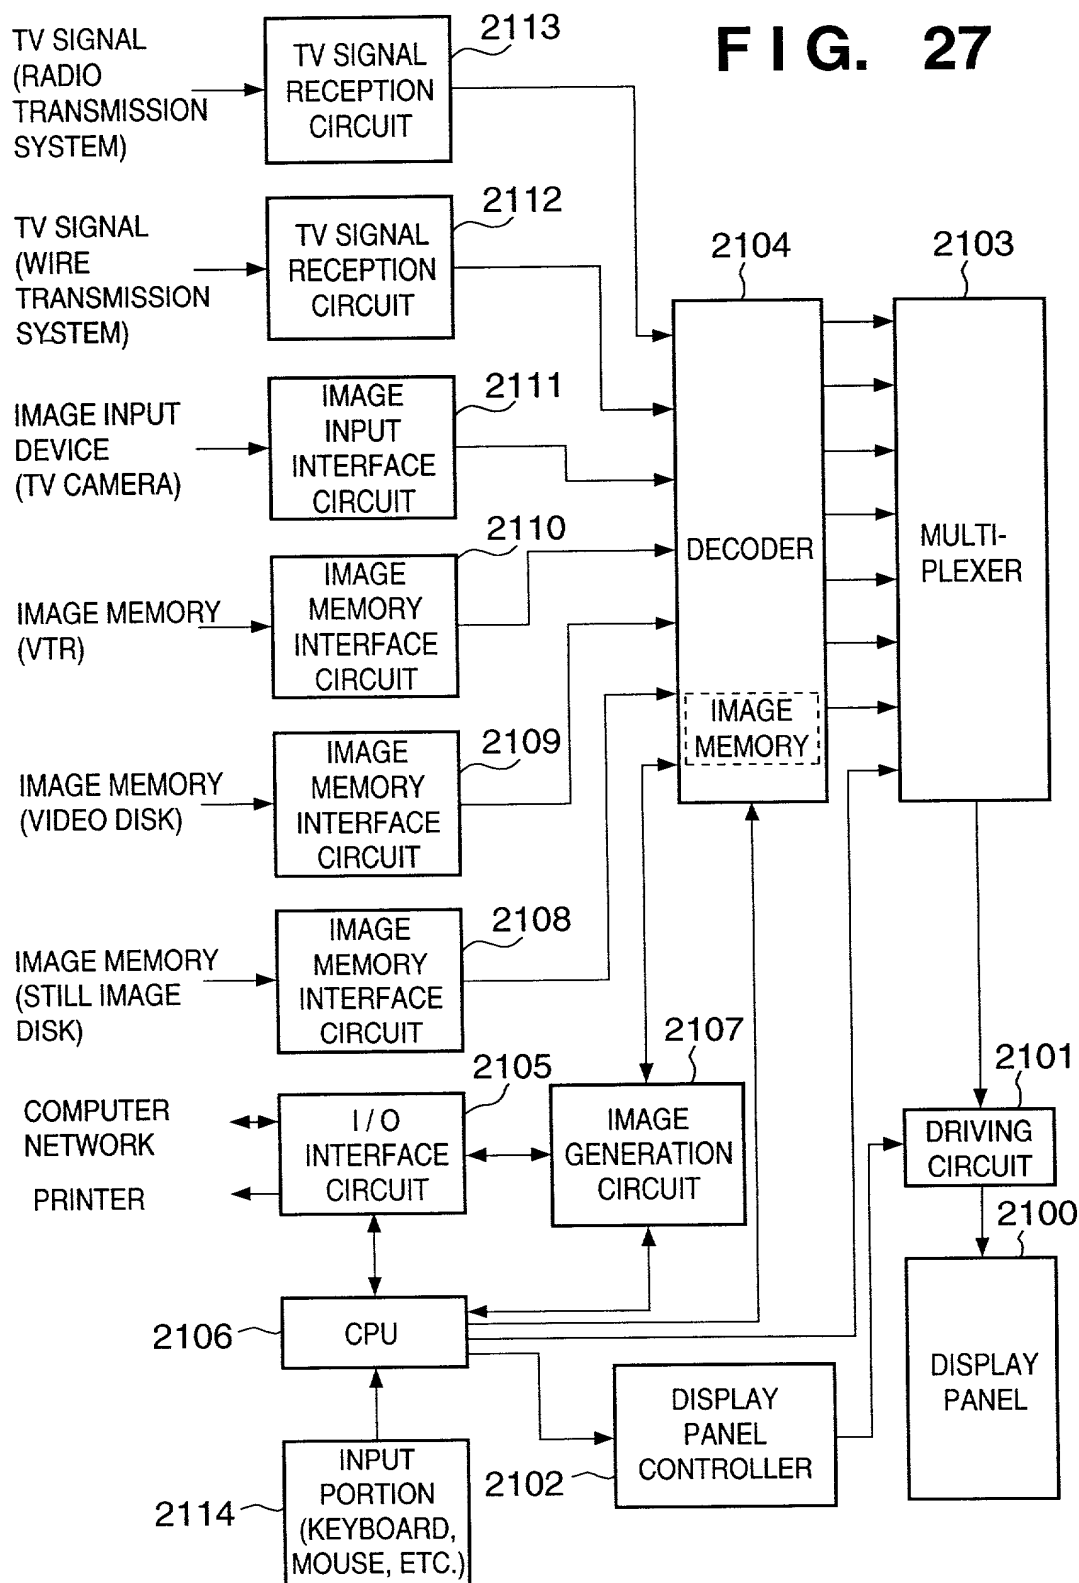 FIG. 27
TV SIGNAL
(RADIO
TRANSMISSION
SYSTEM)
TV SIGNAL
RECEPTION
CIRCUIT
2113
TV SIGNAL
(WIRE
TRANSMISSION
SYSTEM)
TV SIGNAL
RECEPTION
CIRCUIT
2112
IMAGE INPUT
DEVICE
(TV CAMERA)
IMAGE
INPUT
INTERFACE
CIRCUIT
2111
IMAGE MEMORY
(VTR)
IMAGE
MEMORY
INTERFACE
CIRCUIT
2110
IMAGE MEMORY
(VIDEO DISK)
IMAGE
MEMORY
INTERFACE
CIRCUIT
2109
IMAGE MEMORY
(STILL IMAGE
DISK)
IMAGE
MEMORY
INTERFACE
CIRCUIT
2108
2104
DECODER
IMAGE
MEMORY
2103
MULTI-
PLEXER
COMPUTER
NETWORK
PRINTER
I/O
INTERFACE
CIRCUIT
2105
IMAGE
GENERATION
CIRCUIT
2107
2101
DRIVING
CIRCUIT
2100
DISPLAY
PANEL
2106
CPU
2102
DISPLAY
PANEL
CONTROLLER
2114
INPUT
PORTION
(KEYBOARD,
MOUSE, ETC.)